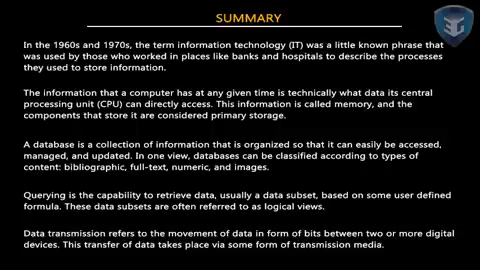 SUMMARY
In the 1960s and 1970s, the term information technology (IT) was a little known phrase that
was used by those who worked in places like banks and hospitals to describe the processes
they used to store information.
The information that a computer has at any given time is technically what data its central
processing unit (CPU) can directly access. This information is called memory, and the
components that store it are considered primary storage.
A database is a collection of information that is organized so that it can easily be accessed,
managed, and updated. In one view, databases can be classified according to types of
content: bibliographic, full-text, numeric, and images.
Querying is the capability to retrieve data, usually a data subset, based on some user defined
formula. These data subsets are often referred to as logical views.
Data transmission refers to the movement of data in form of bits between two or more digital
devices. This transfer of data takes place via some form of transmission media.